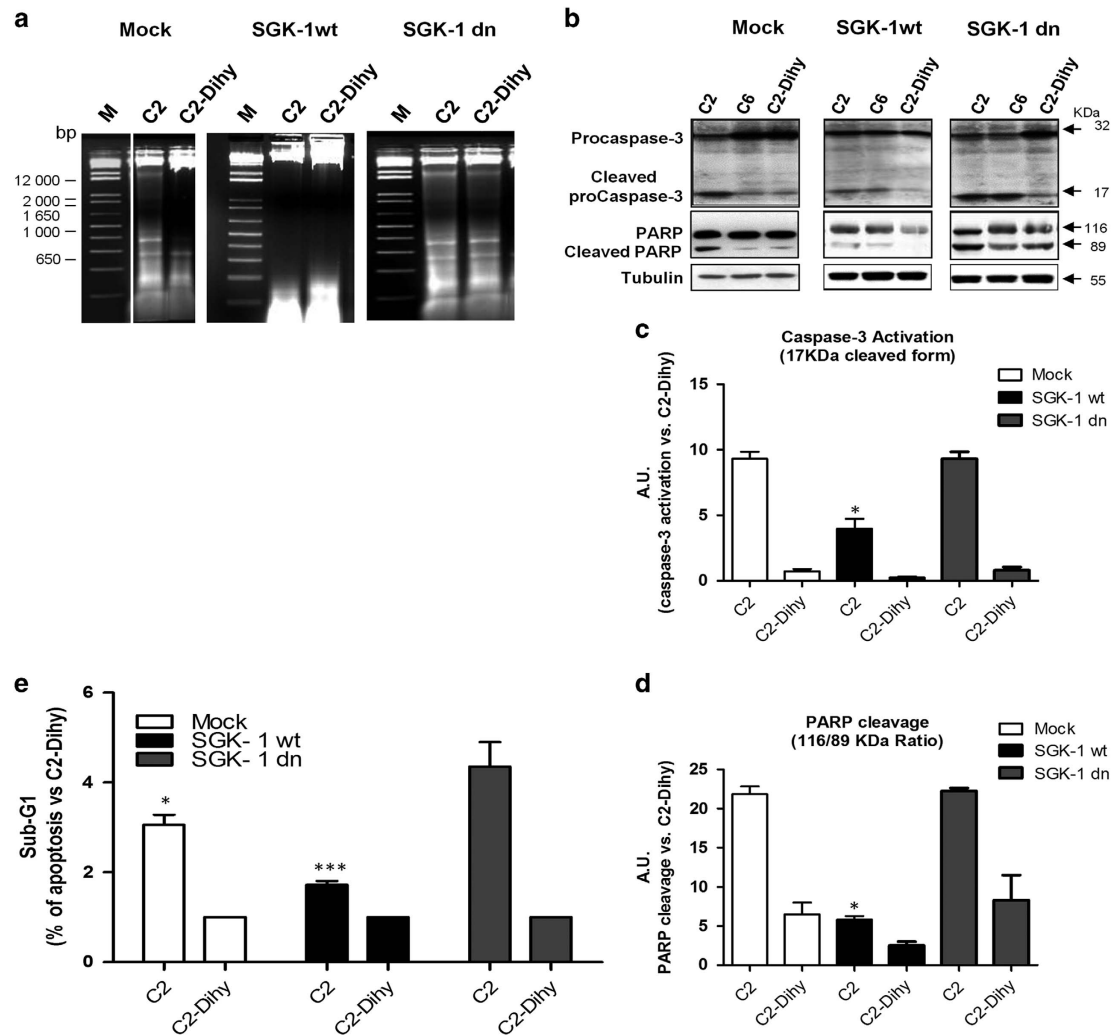 a
Mock SGK-1wt SGK-1 dn
M C2 C2-Dihy M C2 C2-Dihy M C2 C2-Dihy
bp
12 000
2 000
1 650
1 000
650
b
Mock SGK-1wt SGK-1 dn
C2 C6 C2-Dihy C2 C6 C2-Dihy C2 C6 C2-Dihy
KDa
Procaspase-3 32
Cleaved
proCaspase-3 17
PARP 116
Cleaved PARP 89
Tubulin 55
c
Caspase-3 Activation
(17KDa cleaved form)
Mock
SGK-1 wt
SGK-1 dn
A.U.
(caspase-3 activation vs. C2-Dihy)
15
10
5
0
C2 C2-Dihy C2 C2-Dihy C2 C2-Dihy
*
e
Mock
SGK- 1 wt
SGK- 1 dn
Sub-G1
(% of apoptosis vs C2-Dihy)
6
4
2
0
* ***
C2 C2-Dihy C2 C2-Dihy C2 C2-Dihy
d
PARP cleavage
(116/89 KDa Ratio)
Mock
SGK-1 wt
SGK-1 dn
A.U.
PARP cleavage vs. C2-Dihy)
25
20
15
10
5
0
*
C2 C2-Dihy C2 C2-Dihy C2 C2-Dihy